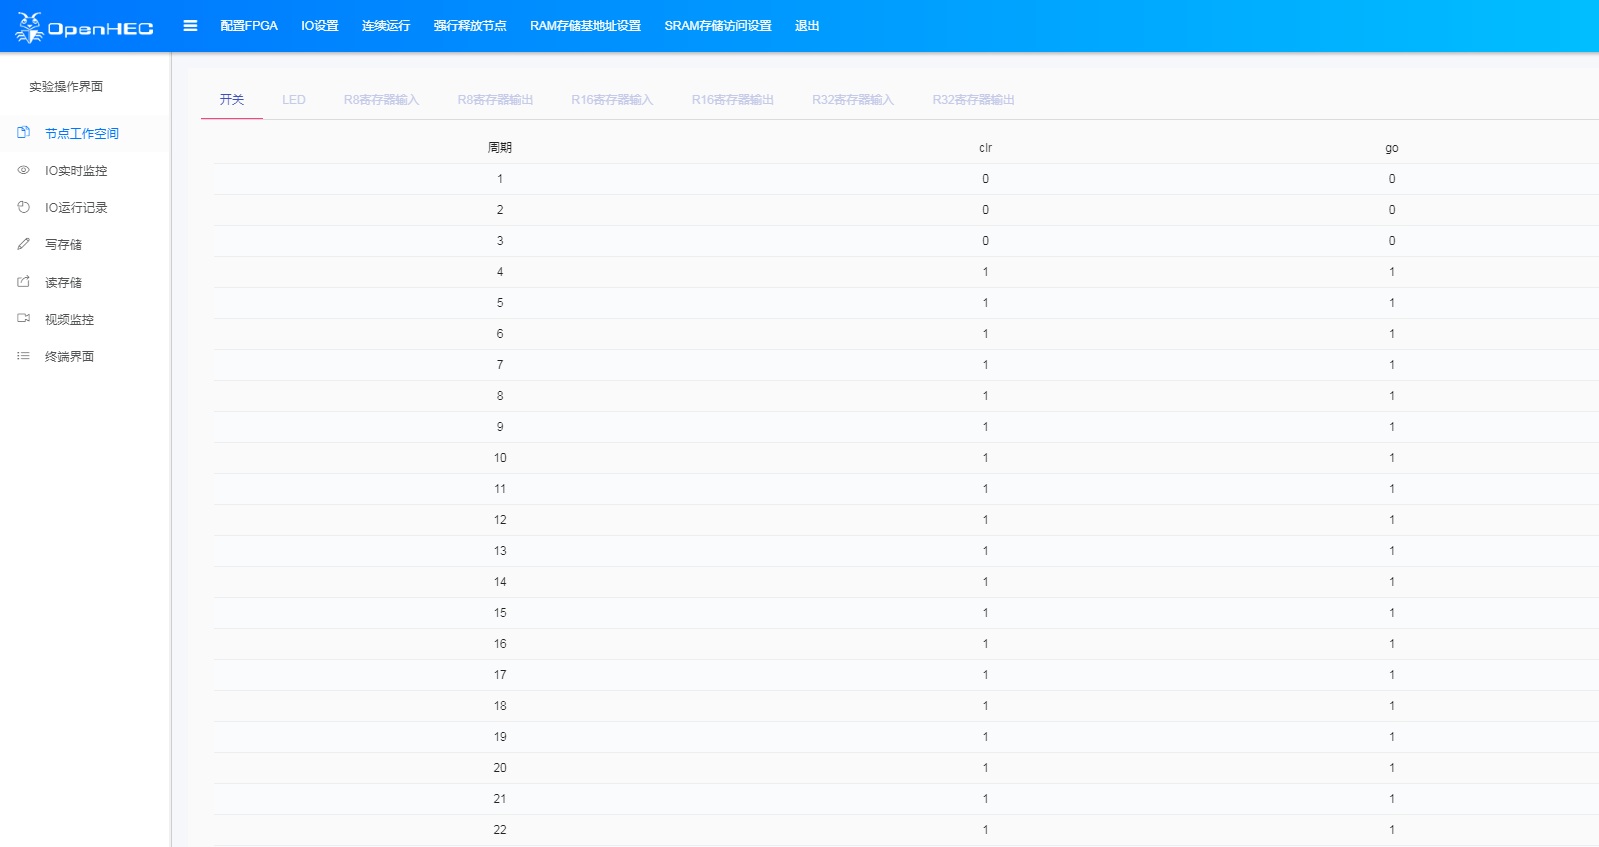 OpenHEC 配置FPGA IO设置 连续运行 强行释放节点 RAM存储基地址设置 SRAM存储访问设置 退出
实验操作界面
节点工作空间
IO实时监控
IO运行记录
写存储
读存储
视频监控
终端界面
开关 LED R8寄存器输入 R8寄存器输出 R16寄存器输入 R16寄存器输出 R32寄存器输入 R32寄存器输出
周期 clr go
1 0 0
2 0 0
3 0 0
4 1 1
5 1 1
6 1 1
7 1 1
8 1 1
9 1 1
10 1 1
11 1 1
12 1 1
13 1 1
14 1 1
15 1 1
16 1 1
17 1 1
18 1 1
19 1 1
20 1 1
21 1 1
22 1 1